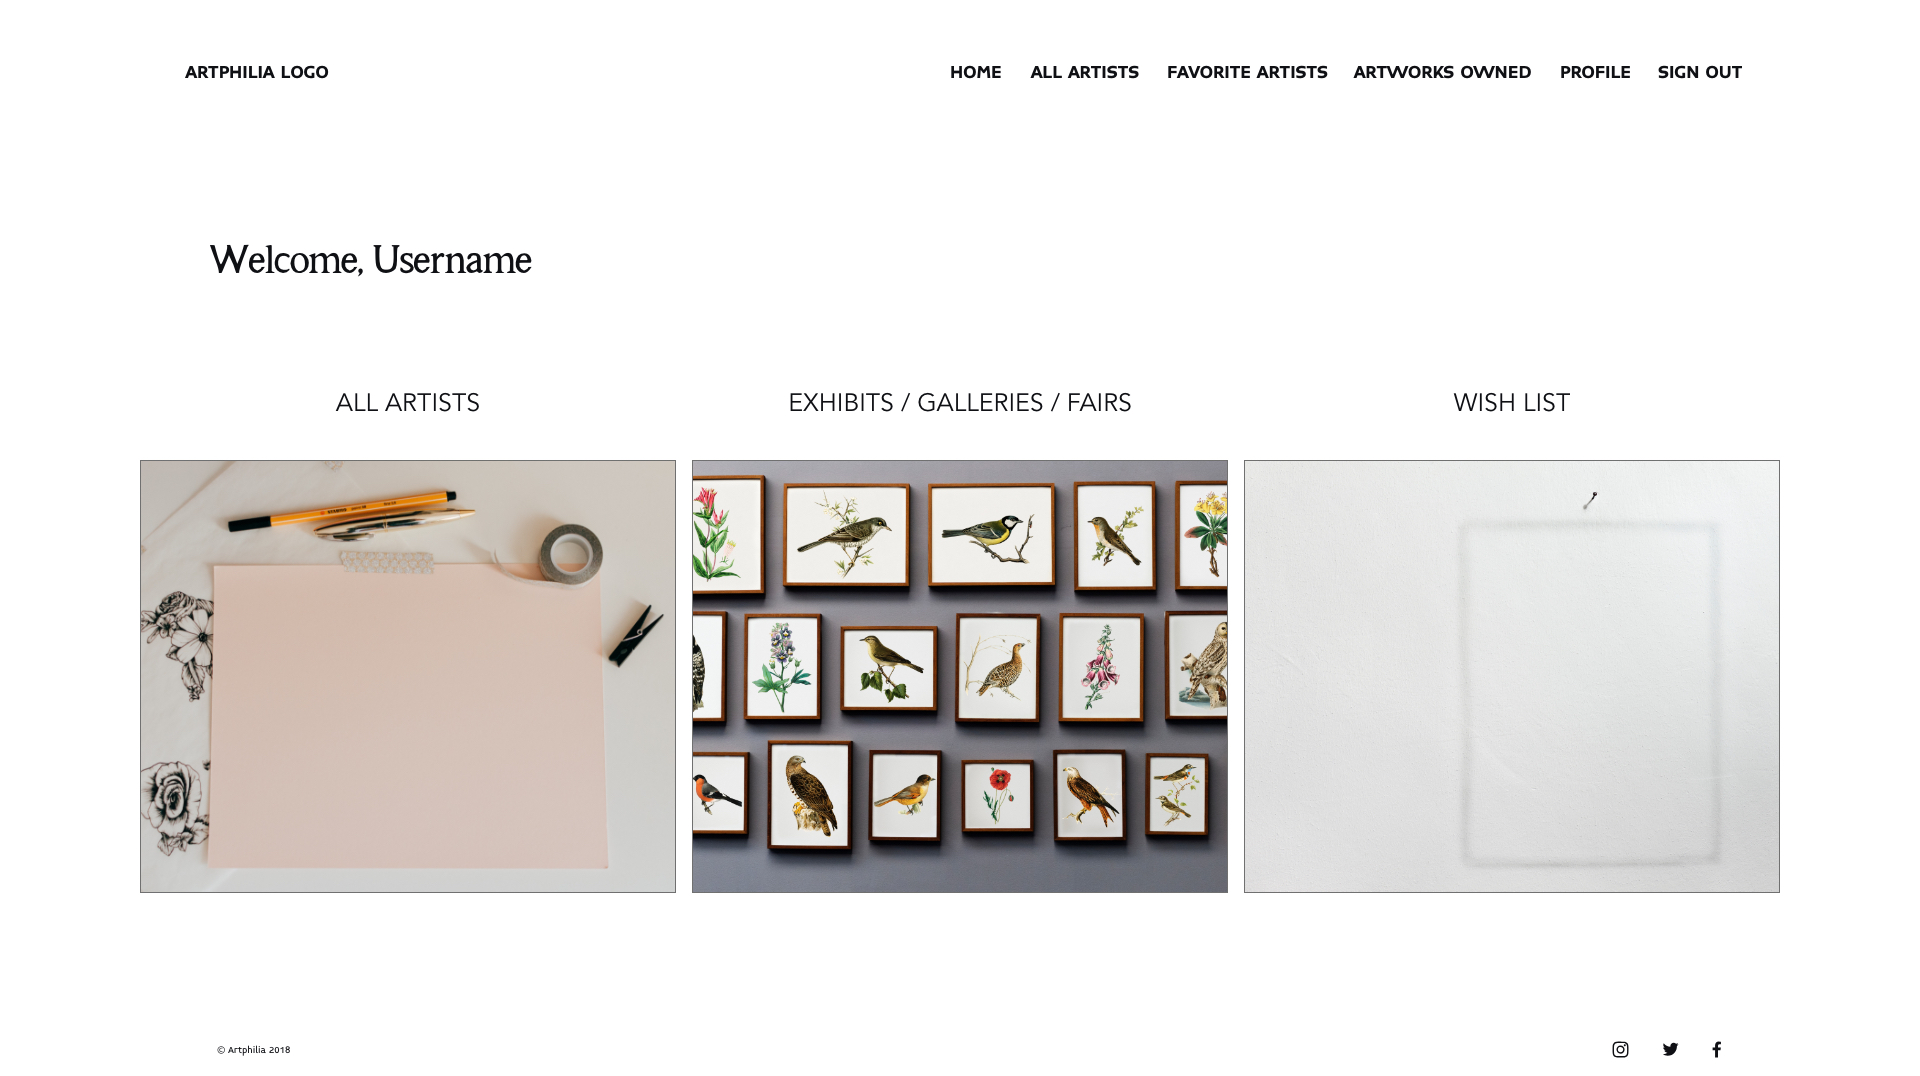 ARTPHILIA LOGO
HOME ALL ARTISTS FAVORITE ARTISTS ARTWORKS OWNED PROFILE SIGN OUT
Welcome, Username
ALL ARTISTS EXHIBITS / GALLERIES / FAIRS WISH LIST
© Artphilia 2018